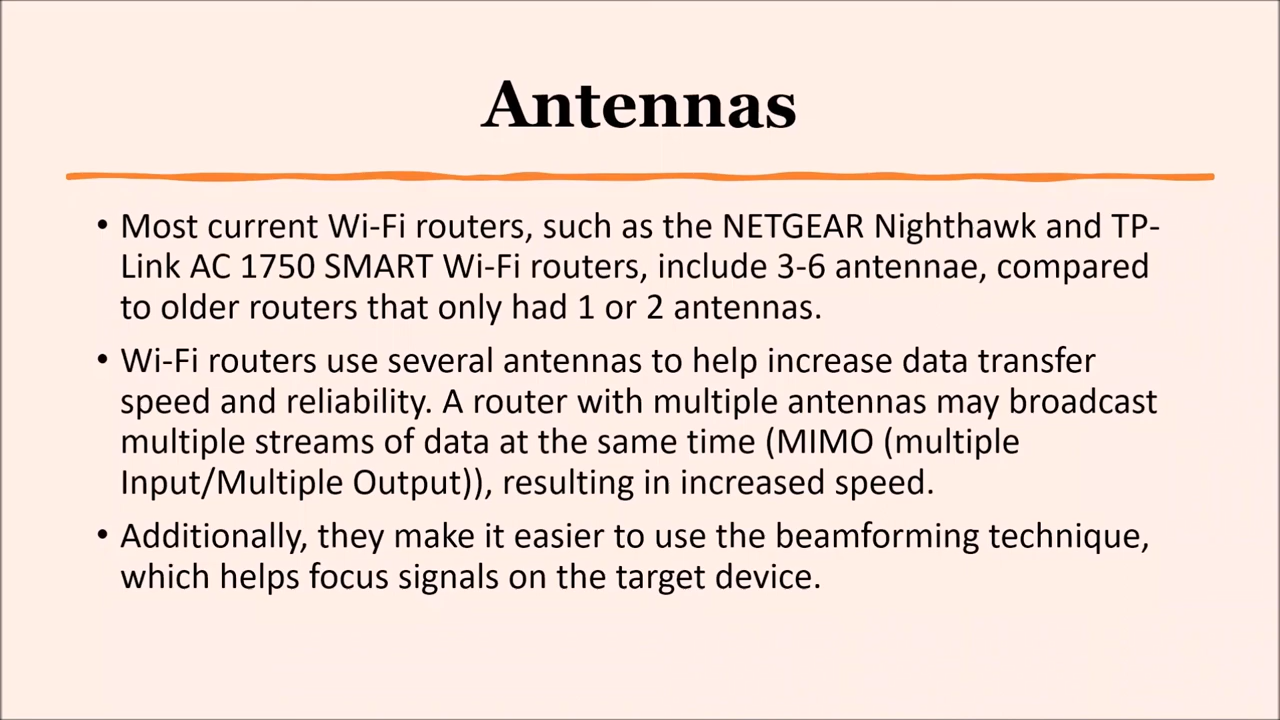 Antennas
• Most current Wi-Fi routers, such as the NETGEAR Nighthawk and TP-
Link AC 1750 SMART Wi-Fi routers, include 3-6 antennae, compared
to older routers that only had 1 or 2 antennas.
• Wi-Fi routers use several antennas to help increase data transfer
speed and reliability. A router with multiple antennas may broadcast
multiple streams of data at the same time (MIMO (multiple
Input/Multiple Output)), resulting in increased speed.
• Additionally, they make it easier to use the beamforming technique,
which helps focus signals on the target device.